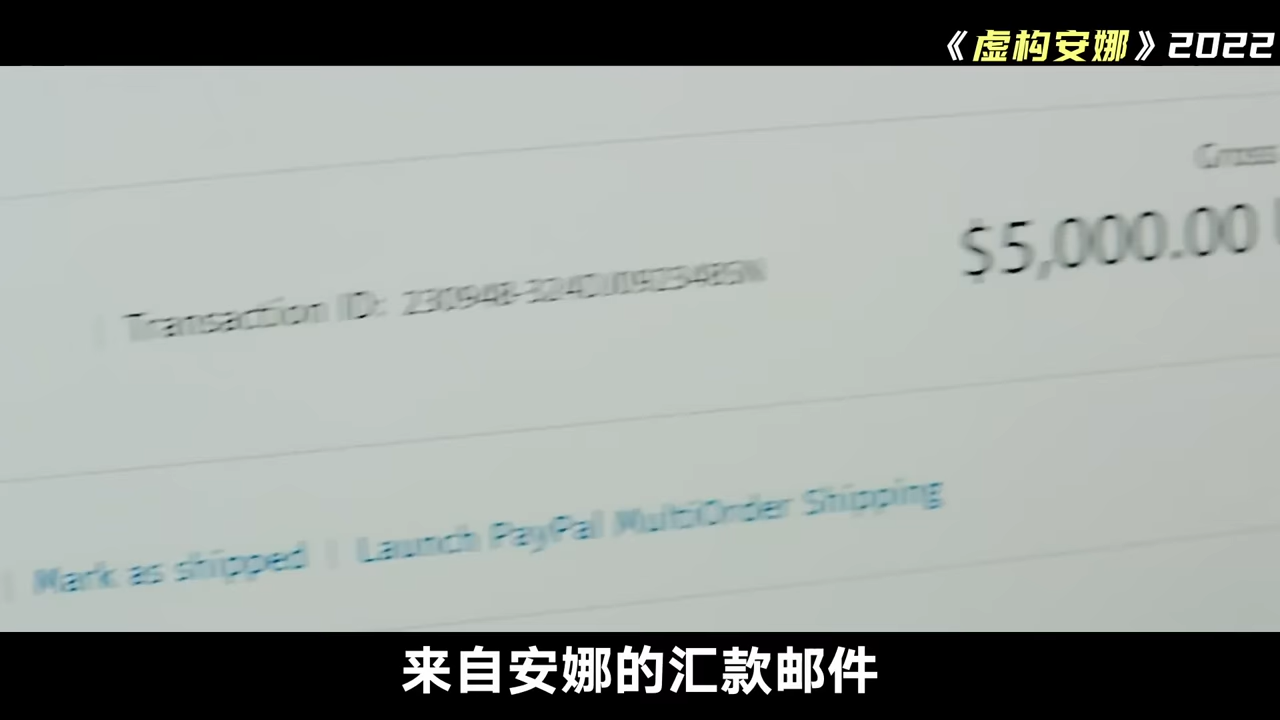 《虚构安娜》2022
Gross
$5,000.00
Transaction ID:
Mark as shipped | Launch PayPal MultiOrder Shipping
来自安娜的汇款邮件